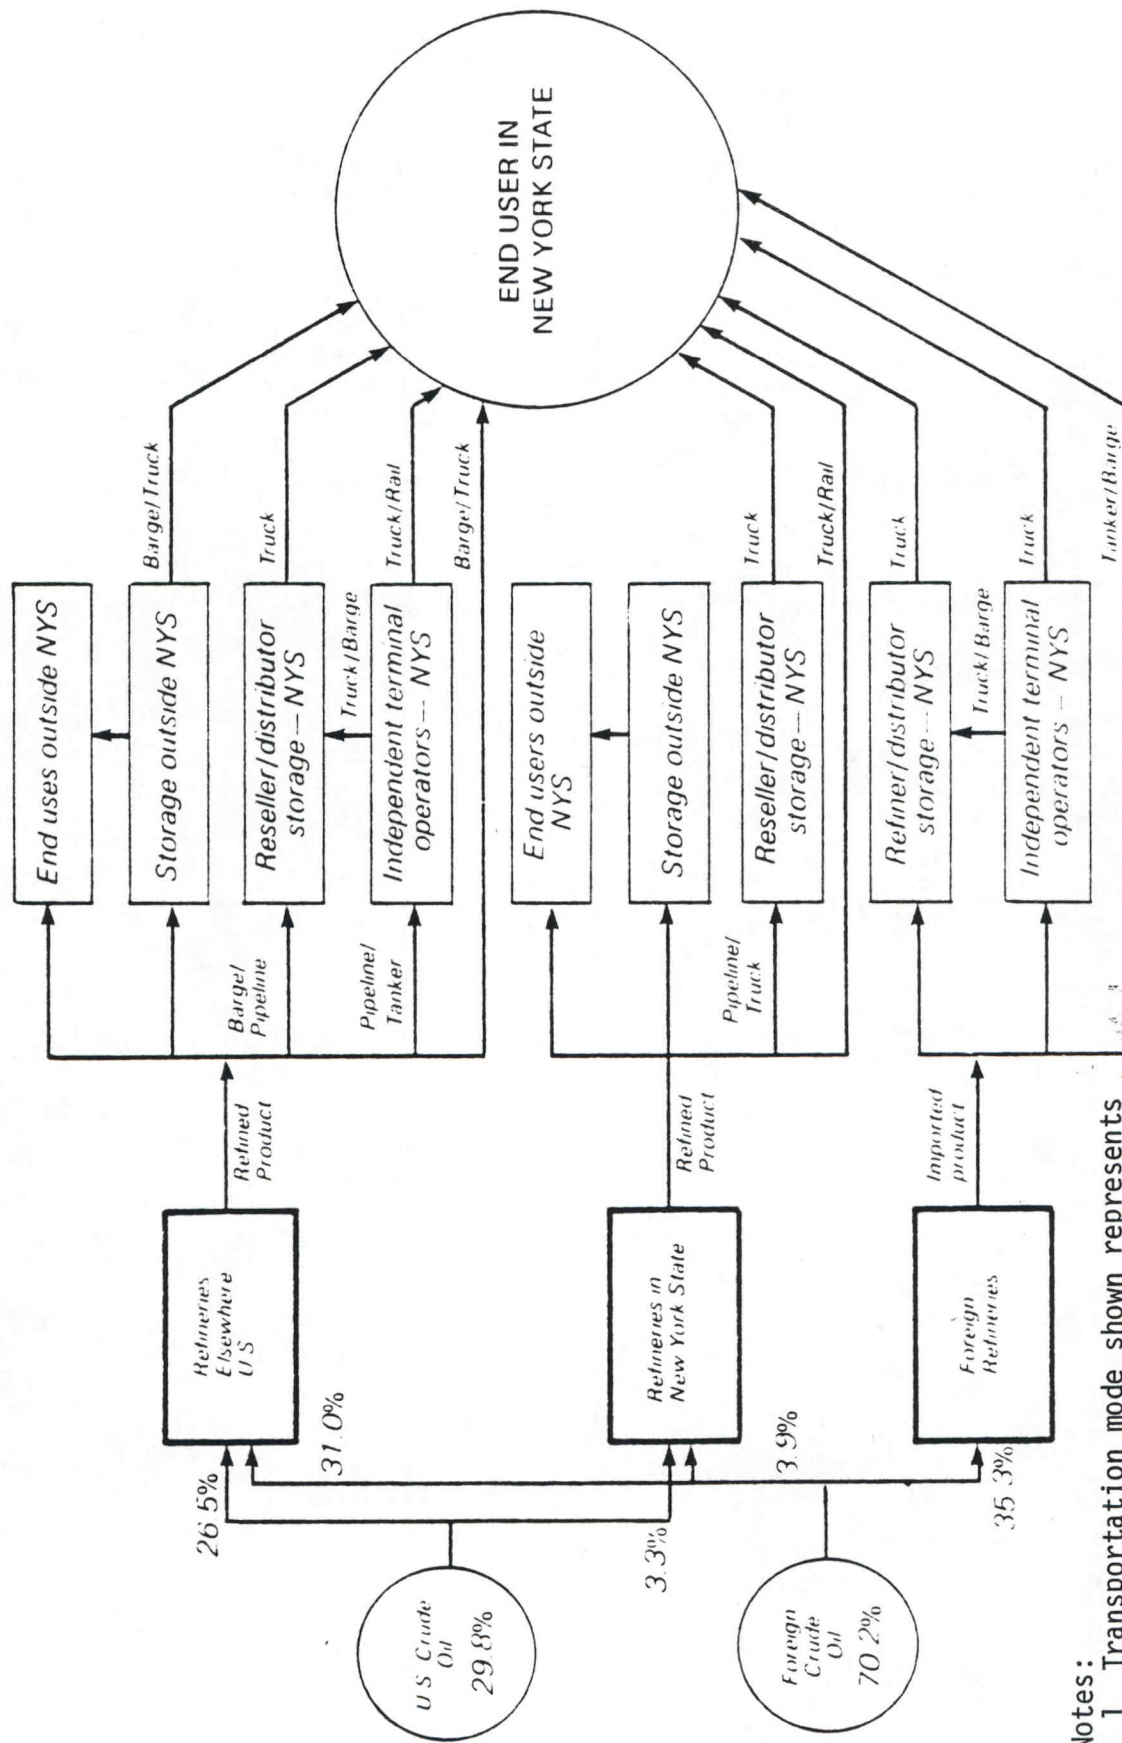 US Crude
Oil
29.8%
Foreign
Crude
Oil
70.2%
26.5%
31.0%
3.3%
3.9%
35.3%
Refineries
Elsewhere
US
Refineries in
New York State
Foreign
Refineries
Refined
Product
Refined
Product
Imported
product
Barge/
Pipeline
Pipeline/
Tanker
Pipeline/
Truck
End uses outside NYS
Storage outside NYS
Reseller/distributor
storage—NYS
Truck/Barge
Independent terminal
operators--- NYS
End users outside
NYS
Storage outside NYS
Reseller/distributor
storage—NYS
Refiner/distributor
storage—NYS
Truck/Barge
Independent terminal
operators – NYS
Barge/Truck
Truck
Truck/Rail
Barge/Truck
Truck
Truck/Rail
Truck
Truck
Tanker/Barge
END USER IN
NEW YORK STATE
Notes:
1 Transportation mode shown represents